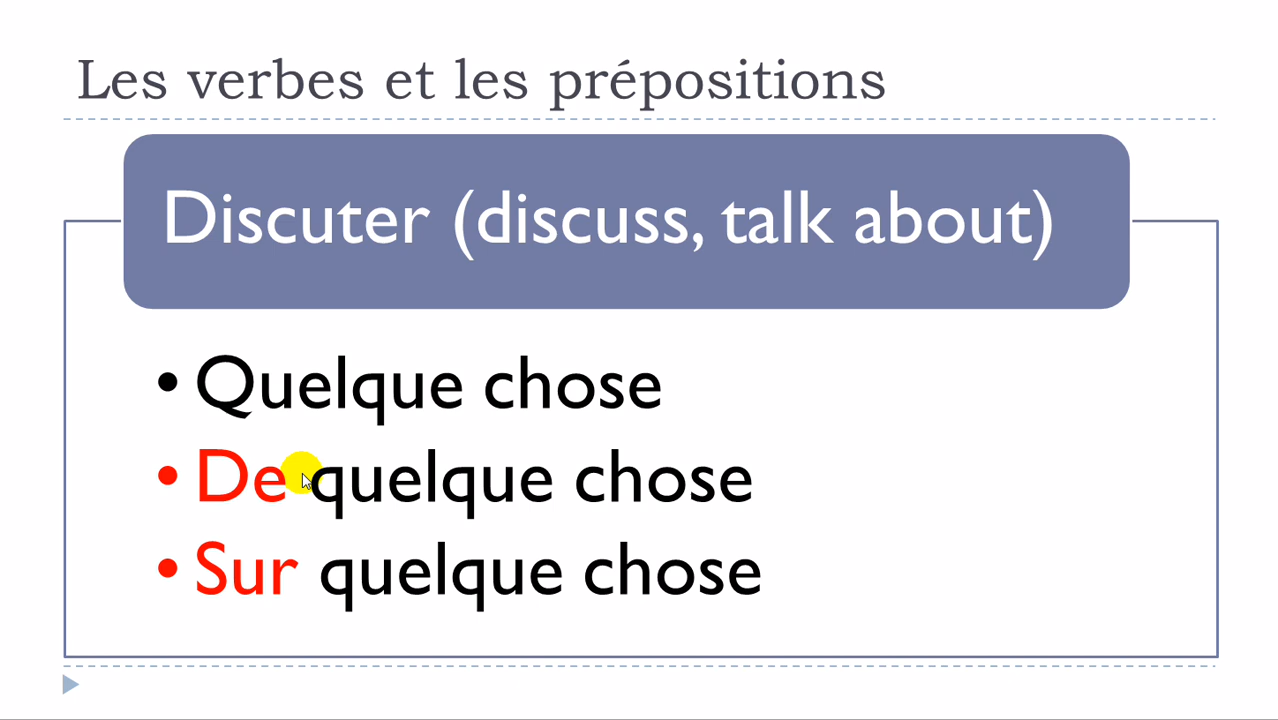 Les verbes et les prépositions
Discuter (discuss, talk about)
• Quelque chose
• De quelque chose
• Sur quelque chose